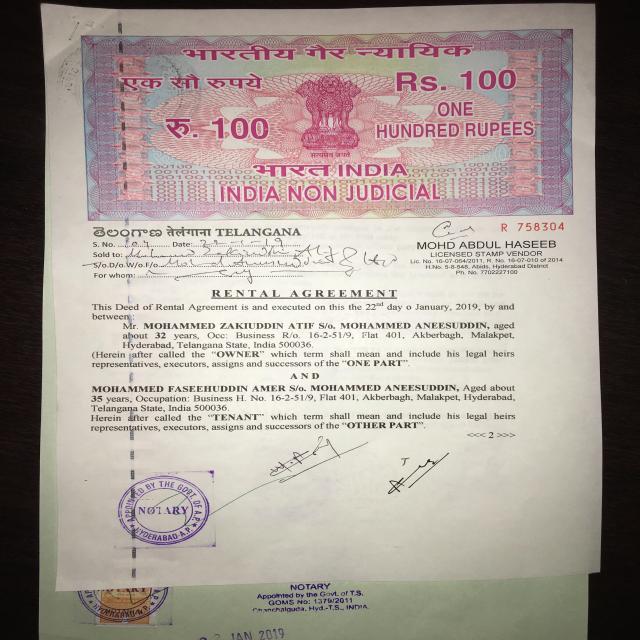 भारतीय गैर न्यायिक
एक सौ रुपये
Rs. 100
रु. 100
ONE
HUNDRED RUPEES
सत्यमेव जयते
भारत INDIA
INDIA NON JUDICIAL
తెలంగాణ तेलंगाना TELANGANA
R 758304
S. No. Date:
MOHD ABDUL HASEEB
LICENSED STAMP VENDOR
Sold to:
Lic. No. 16-07-054/2011, R. No. 16-07-010 of 2014
S/o.D/o.W/o.F/o.
H.No. 5-8-548, Abids, Hyderabad District
For whom:
Ph. No. 7702227100
RENTAL AGREEMENT
This Deed of Rental Agreement is and executed on this the 22nd day o January, 2019, by and
between
Mr. MOHAMMED ZAKIUDDIN ATIF S/o. MOHAMMED ANEESUDDIN, aged
about 32 years, Occ: Business R/o. 16-2-51/9, Flat 401, Akberbagh, Malakpet,
Hyderabad, Telangana State, India 500036.
(Herein after called the "OWNER" which term shall mean and include his legal heirs
representatives, executors, assigns and successors of the "ONE PART".
AND
MOHAMMED FASEEHUDDIN AMER S/o. MOHAMMED ANEESUDDIN, Aged about
35 years, Occupation: Business H. No. 16-2-51/9, Flat 401, Akberbagh, Malakpet, Hyderabad,
Telangana State, India 500036.
Herein after called the "TENANT" which term shall mean and include his legal heirs
representatives, executors, assigns and successors of the "OTHER PART".
<<< 2 >>>
APPOINTED BY THE GOVT. OF A.P.
NOTARY
HYDERABAD A.P.
NOTARY
Appointed by the Govt. of T.S.
GOMS No: 1379/2011
Chanchalguda, Hyd.-T.S., INDIA.
JAN 2019